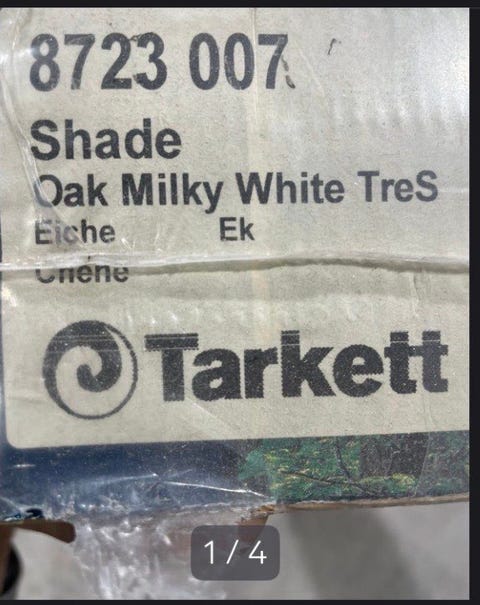 8723 007
Shade
Oak Milky White TreS
Eiche Ek
Chêne
Tarkett
1 / 4